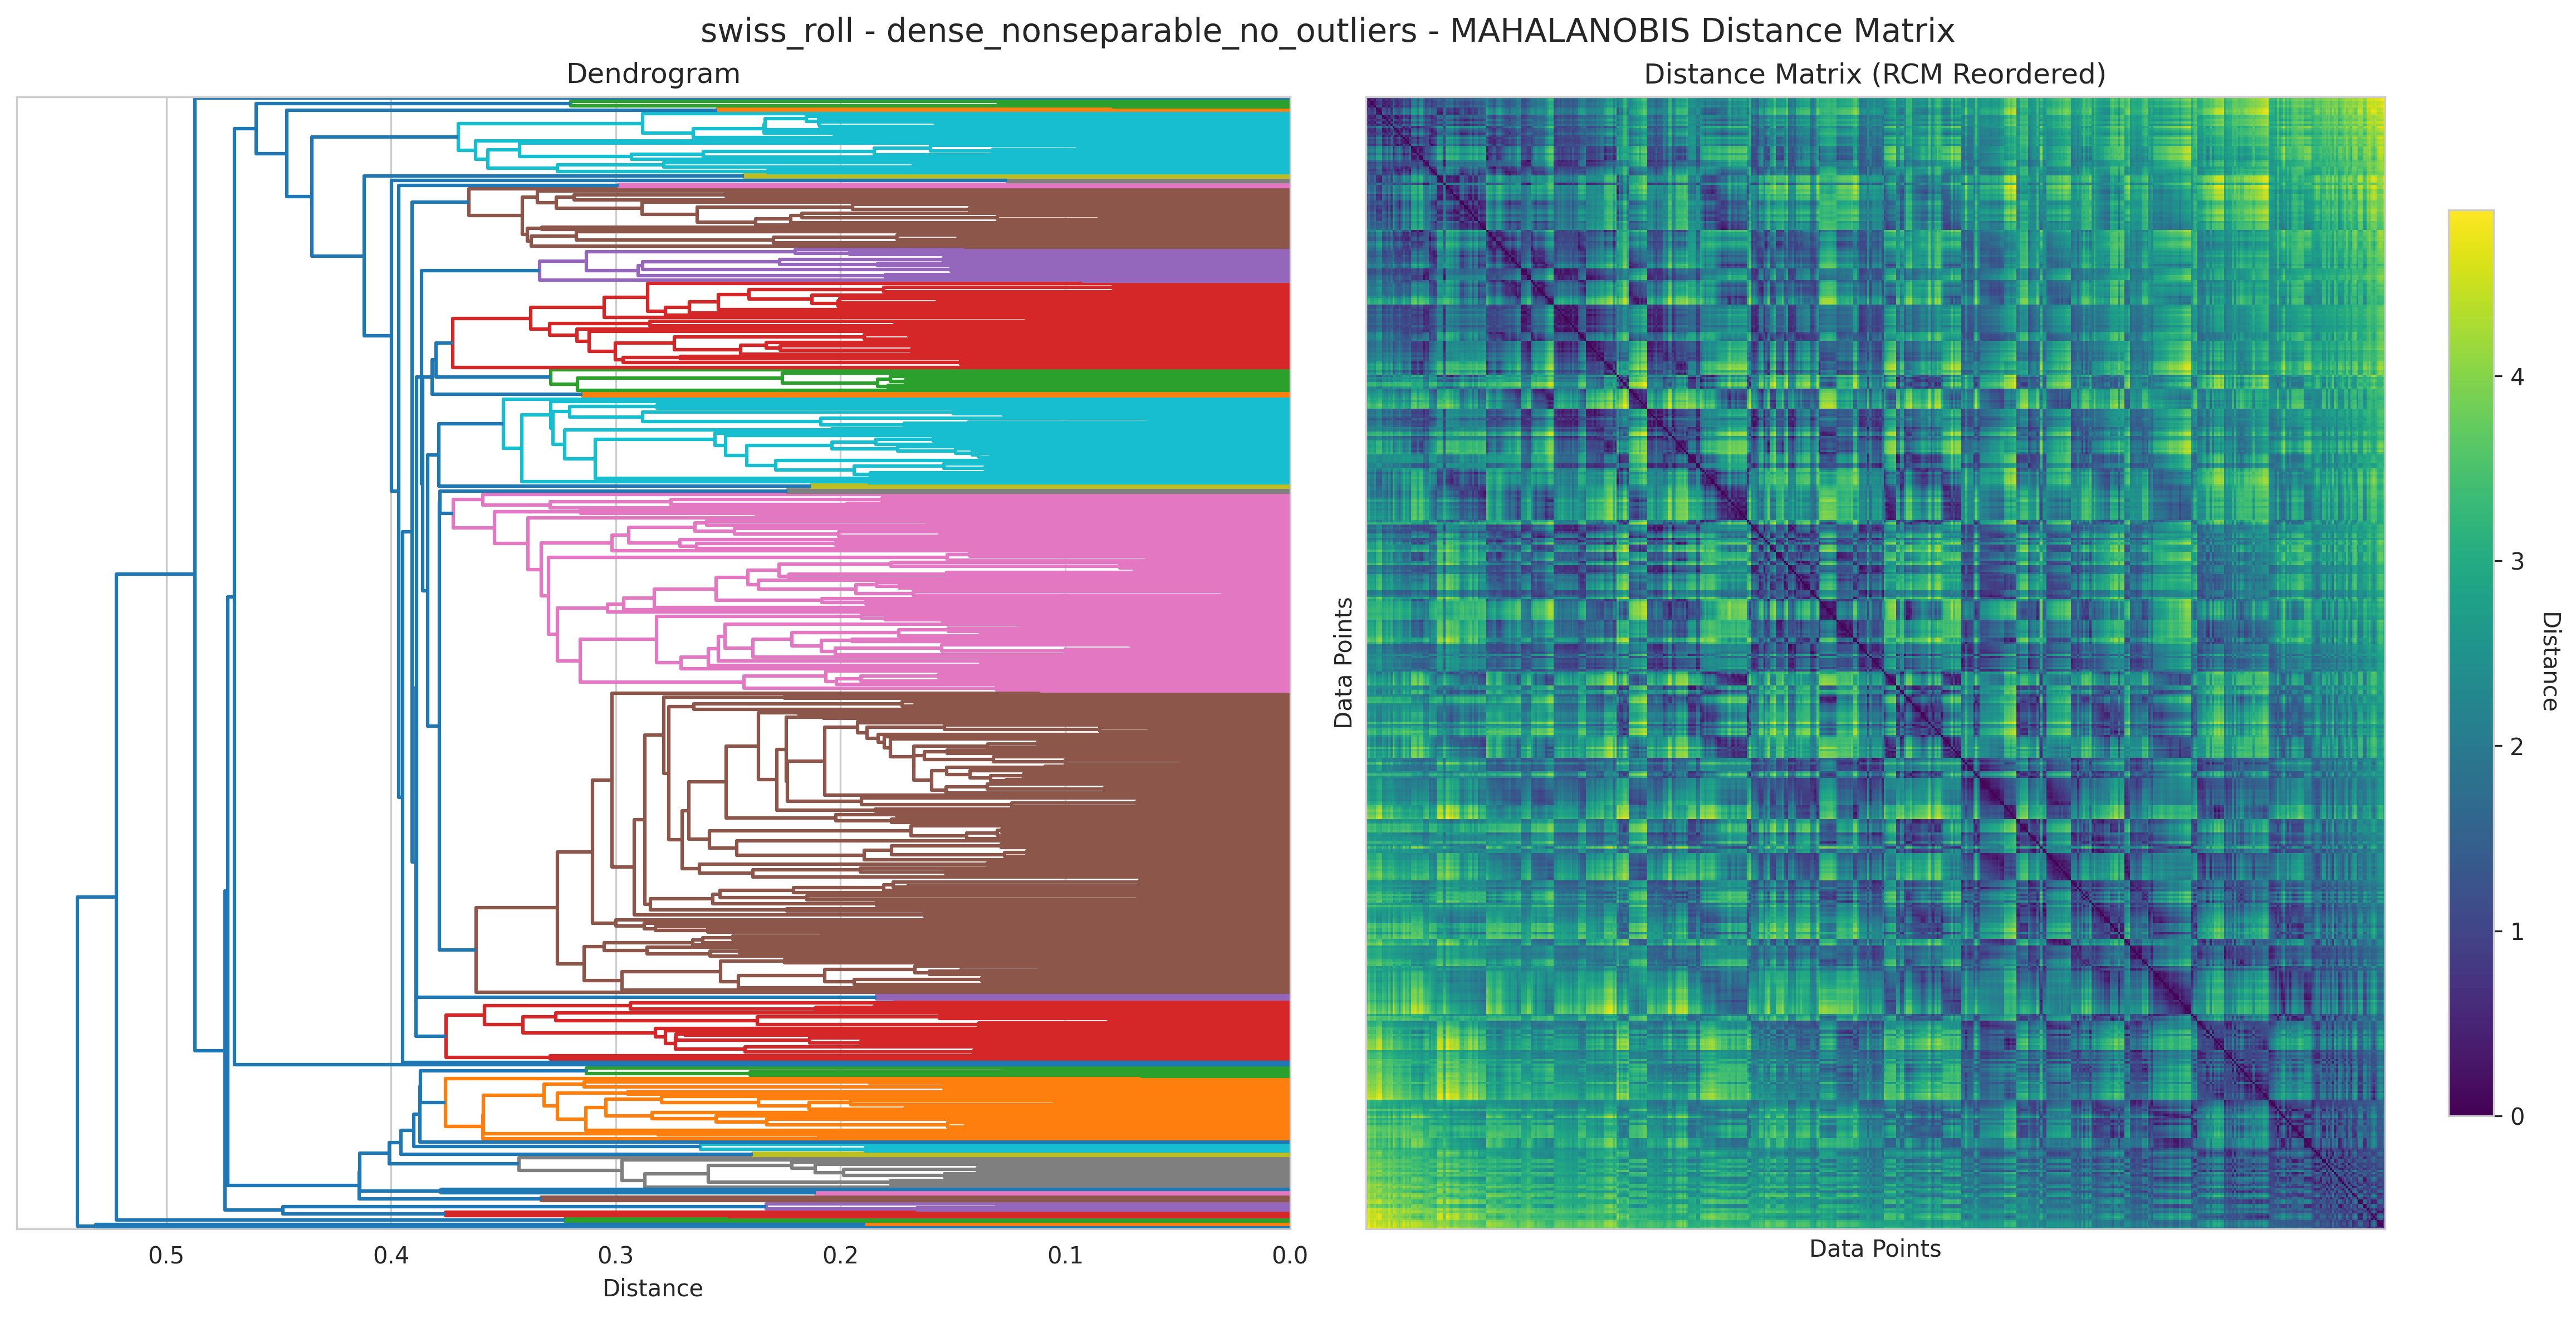 swiss_roll - dense_nonseparable_no_outliers - MAHALANOBIS Distance Matrix
Dendrogram
0.5 0.4 0.3 0.2 0.1 0.0
Distance
Distance Matrix (RCM Reordered)
Data Points
Data Points
4
3
2
1
0
Distance